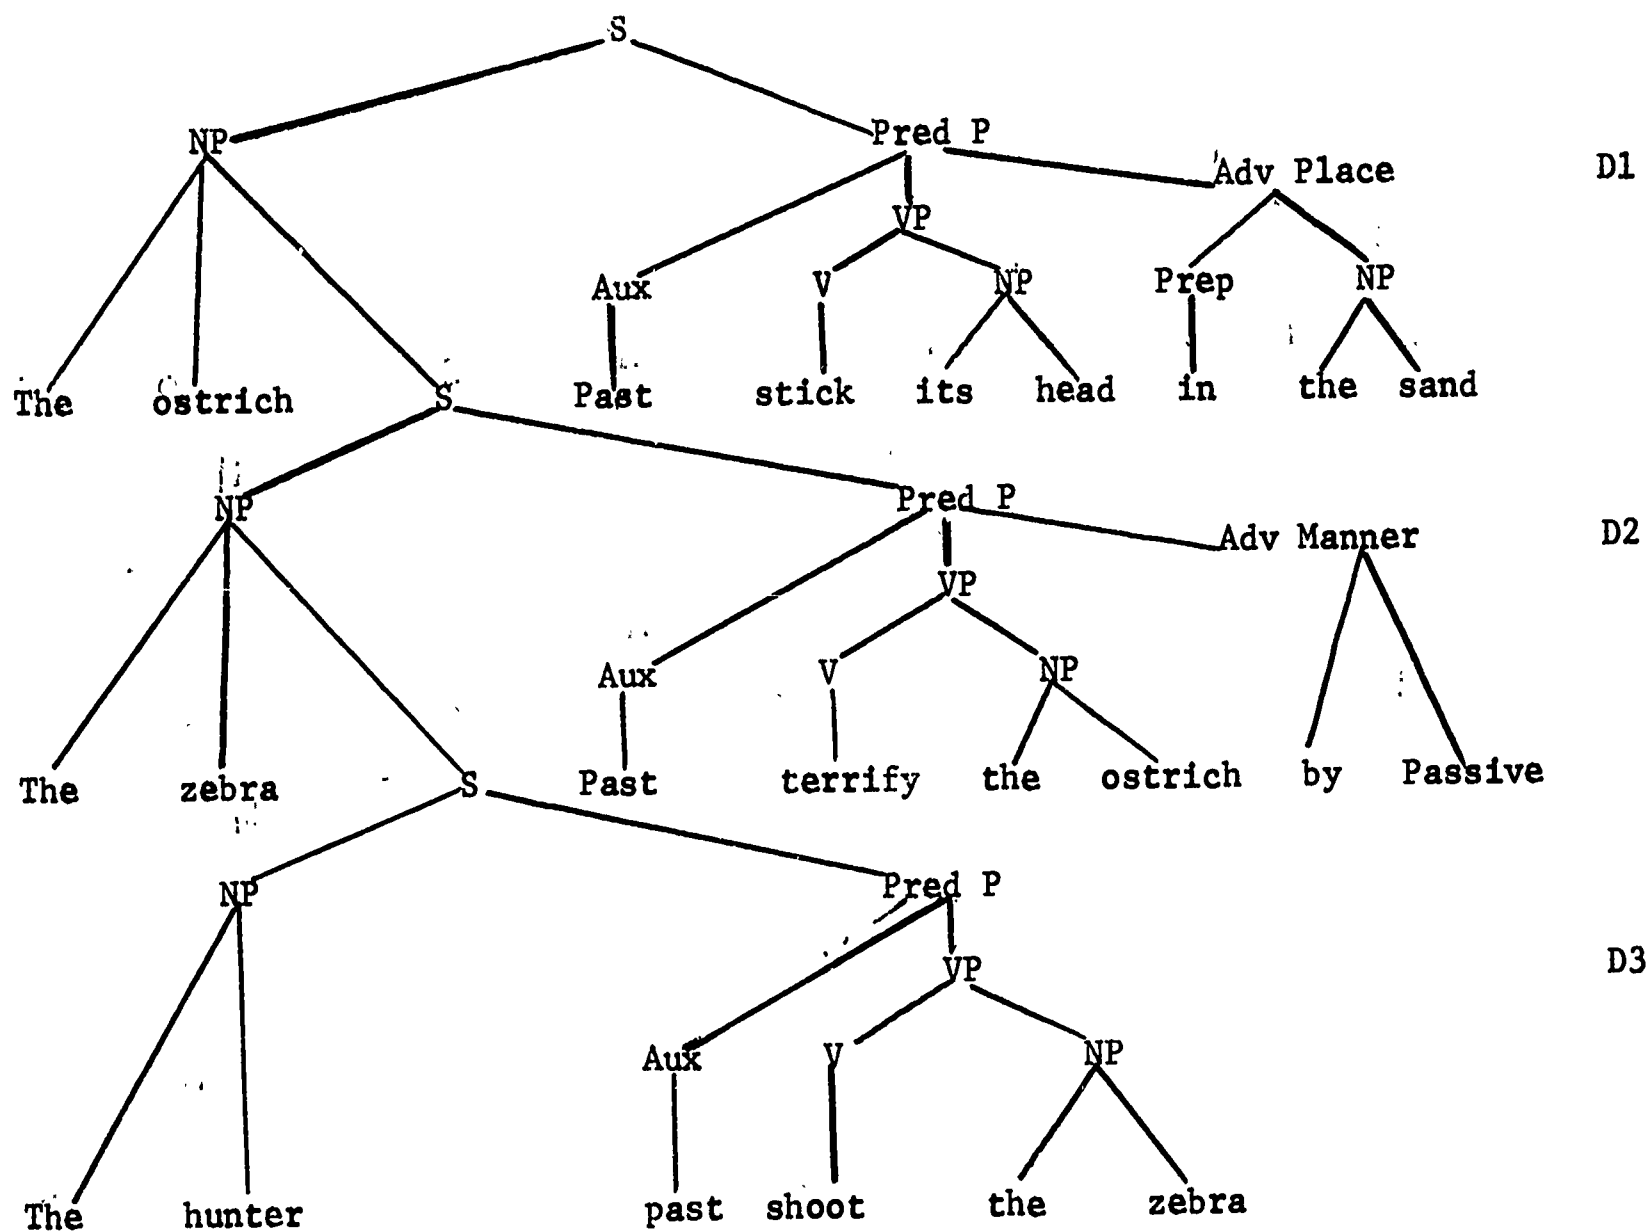 S
NP Pred P
Adv Place D1
VP
Aux V NP Prep NP
The ostrich S Past stick its head in the sand
NP Pred P
Adv Manner D2
VP
Aux V NP
The zebra S Past terrify the ostrich by Passive
NP Pred P
VP D3
Aux V NP
The hunter past shoot the zebra